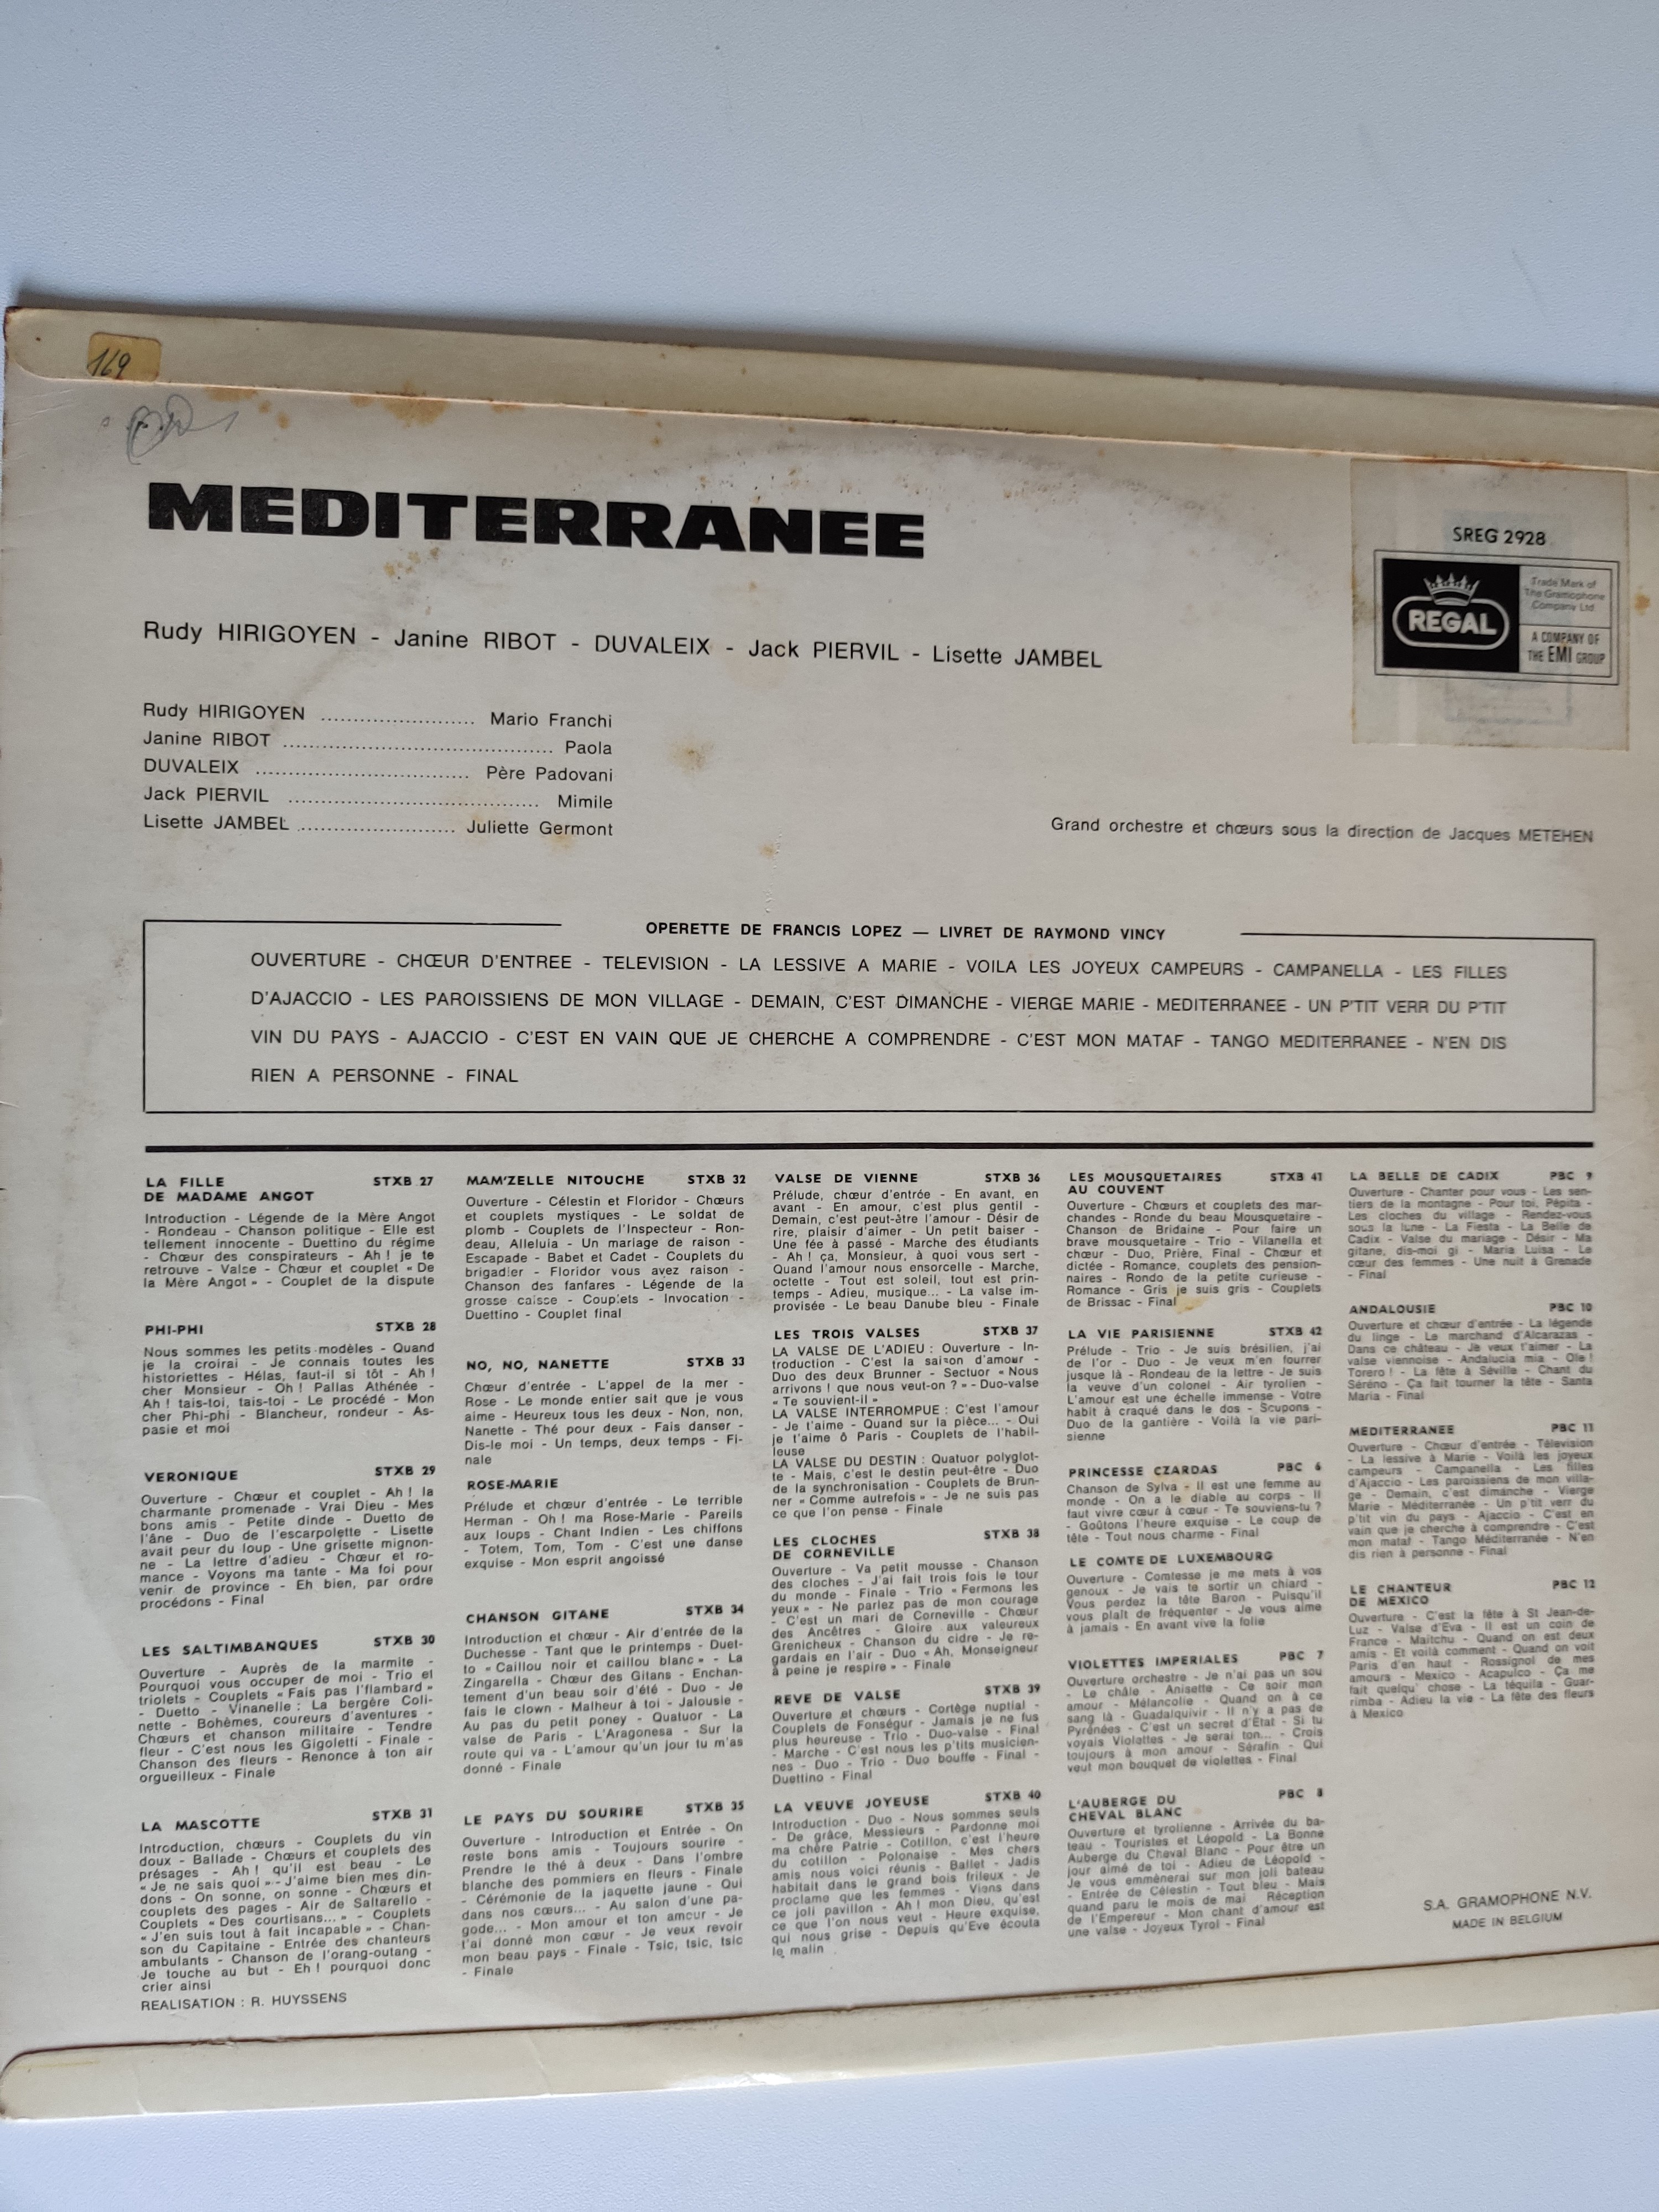 169
MEDITERRANEE
SREG 2928
REGAL
Trade Mark of
The Gramophone
Company Ltd
A COMPANY OF
THE EMI GROUP
Rudy HIRIGOYEN - Janine RIBOT - DUVALEIX - Jack PIERVIL - Lisette JAMBEL
Rudy HIRIGOYEN ........................ Mario Franchi
Janine RIBOT .......................................... Paola
DUVALEIX ................................. Père Padovani
Jack PIERVIL ....................................... Mimile
Lisette JAMBEL ........................ Juliette Germont
Grand orchestre et chœurs sous la direction de Jacques METEHEN
OPERETTE DE FRANCIS LOPEZ — LIVRET DE RAYMOND VINCY
OUVERTURE - CHŒUR D'ENTREE - TELEVISION - LA LESSIVE A MARIE - VOILA LES JOYEUX CAMPEURS - CAMPANELLA - LES FILLES
D'AJACCIO - LES PAROISSIENS DE MON VILLAGE - DEMAIN, C'EST DIMANCHE - VIERGE MARIE - MEDITERRANEE - UN P'TIT VERR DU P'TIT
VIN DU PAYS - AJACCIO - C'EST EN VAIN QUE JE CHERCHE A COMPRENDRE - C'EST MON MATAF - TANGO MEDITERRANEE - N'EN DIS
RIEN A PERSONNE - FINAL
LA FILLE STXB 27
DE MADAME ANGOT
Introduction - Légende de la Mère Angot
- Rondeau - Chanson politique - Elle est
tellement innocente - Duettino du régime
- Chœur des conspirateurs - Ah ! je te
retrouve - Valse - Chœur et couplet « De
la Mère Angot » - Couplet de la dispute
PHI-PHI STXB 28
Nous sommes les petits modèles - Quand
je la croirai - Je connais toutes les
historiettes - Hélas, faut-il si tôt - Ah !
cher Monsieur - Oh ! Pallas Athénée -
Ah ! tais-toi, tais-toi - Le procédé - Mon
cher Phi-phi - Blancheur, rondeur - As-
pasie et moi
VERONIQUE STXB 29
Ouverture - Chœur et couplet - Ah ! la
charmante promenade - Vrai Dieu - Mes
bons amis - Petite dinde - Duetto de
l'âne - Duo de l'escarpolette - Lisette
avait peur du loup - Une grisette mignon-
ne - La lettre d'adieu - Chœur et ro-
mance - Voyons ma tante - Ma foi pour
venir de province - Eh bien, par ordre
procédons - Final
LES SALTIMBANQUES STXB 30
Ouverture - Auprès de la marmite -
Pourquoi vous occuper de moi - Trio et
triolets - Couplets « Fais pas l'flambard »
- Duetto - Vinanelle : La bergère Coli-
nette - Bohèmes, coureurs d'aventures -
Chœurs et chanson militaire - Tendre
fleur - C'est nous les Gigoletti - Finale -
Chanson des fleurs - Renonce à ton air
orgueilleux - Finale
LA MASCOTTE STXB 31
Introduction, chœurs - Couplets du vin
doux - Ballade - Chœurs et couplets des
présages - Ah ! qu'il est beau - Le
« Je ne sais quoi » - J'aime bien mes din-
dons - On sonne, on sonne - Chœurs et
couplets des pages - Air de Saltarello -
Couplets « Des courtisans... » - Couplets
« J'en suis tout à fait incapable » - Chan-
son du Capitaine - Entrée des chanteurs
ambulants - Chanson de l'orang-outang -
Je touche au but - Eh ! pourquoi donc
crier ainsi
REALISATION : R. HUYSSENS
MAM'ZELLE NITOUCHE STXB 32
Ouverture - Célestin et Floridor - Chœurs
et couplets mystiques - Le soldat de
plomb - Couplets de l'Inspecteur - Ron-
deau, Alleluia - Un mariage de raison -
Escapade - Babet et Cadet - Couplets du
brigadier - Floridor vous avez raison -
Chanson des fanfares - Légende de la
grosse caisse - Couplets - Invocation -
Duettino - Couplet final
NO, NO, NANETTE STXB 33
Chœur d'entrée - L'appel de la mer -
Rose - Le monde entier sait que je vous
aime - Heureux tous les deux - Non, non,
Nanette - Thé pour deux - Fais danser -
Dis-le moi - Un temps, deux temps - Fi-
nale
ROSE-MARIE
Prélude et chœur d'entrée - Le terrible
Herman - Oh ! ma Rose-Marie - Pareils
aux loups - Chant Indien - Les chiffons
- Totem, Tom, Tom - C'est une danse
exquise - Mon esprit angoissé
CHANSON GITANE STXB 34
Introduction et chœur - Air d'entrée de la
Duchesse - Tant que le printemps - Duet-
to « Caillou noir et caillou blanc » - La
Zingarella - Chœur des Gitans - Enchan-
tement d'un beau soir d'été - Duo - Je
fais le clown - Malheur à toi - Jalousie -
Au pas du petit poney - Quatuor - La
valse de Paris - L'Aragonesa - Sur la
route qui va - L'amour qu'un jour tu m'as
donné - Finale
LE PAYS DU SOURIRE STXB 35
Ouverture - Introduction et Entrée - On
reste bons amis - Toujours sourire -
Prendre le thé à deux - Dans l'ombre
blanche des pommiers en fleurs - Finale
- Cérémonie de la jaquette jaune - Qui
dans nos cœurs... - Au salon d'une pa-
gode... - Mon amour et ton amour - Je
t'ai donné mon cœur - Je veux revoir
mon beau pays - Finale - Tsic, tsic, tsic
- Finale
VALSE DE VIENNE STXB 36
Prélude, chœur d'entrée - En avant, en
avant - En amour, c'est plus gentil -
Demain, c'est peut-être l'amour - Désir de
rire, plaisir d'aimer - Un petit baiser -
Une fée à passé - Marche des étudiants
- Ah ! ça, Monsieur, à quoi vous sert -
Quand l'amour nous ensorcelle - Marche,
octette - Tout est soleil, tout est prin-
temps - Adieu, musique... - La valse im-
provisée - Le beau Danube bleu - Finale
LES TROIS VALSES STXB 37
LA VALSE DE L'ADIEU : Ouverture - In-
troduction - C'est la saison d'amour -
Duo des deux Brunner - Sectuor « Nous
arrivons ! que nous veut-on ? » - Duo-valse
« Te souvient-il »
LA VALSE INTERROMPUE : C'est l'amour
- Je t'aime - Quand sur la pièce... - Oui
je t'aime ô Paris - Couplets de l'habil-
leuse
LA VALSE DU DESTIN : Quatuor polyglot-
te - Mais, c'est le destin peut-être - Duo
de la synchronisation - Couplets de Brun-
ner « Comme autrefois » - Je ne suis pas
ce que l'on pense - Finale
LES CLOCHES STXB 38
DE CORNEVILLE
Ouverture - Va petit mousse - Chanson
des cloches - J'ai fait trois fois le tour
du monde - Finale - Trio « Fermons les
yeux » - Ne parlez pas de mon courage
- C'est un mari de Corneville - Chœur
des Ancêtres - Gloire aux valeureux
Grenicheux - Chanson du cidre - Je re-
gardais en l'air - Duo « Ah, Monseigneur
à peine je respire » - Finale
REVE DE VALSE STXB 39
Ouverture et chœurs - Cortège nuptial -
Couplets de Fonségur - Jamais je ne fus
plus heureuse - Trio - Duo-valse - Final
- Marche - C'est nous les p'tits musicien-
nes - Duo - Trio - Duo bouffe - Final -
Duettino - Final
LA VEUVE JOYEUSE STXB 40
Introduction - Duo - Nous sommes seuls
- De grâce, Messieurs - Pardonne moi
ma chère Patrie - Cotillon, c'est l'heure
du cotillon - Polonaise - Mes chers
amis nous voici réunis - Ballet - Jadis
habitait dans le grand bois frileux - Je
proclame que les femmes - Viens dans
ce joli pavillon - Ah ! mon Dieu, qu'est
ce que l'on nous veut - Heure exquise,
qui nous grise - Depuis qu'Eve écouta
le malin
LES MOUSQUETAIRES STXB 41
AU COUVENT
Ouverture - Chœurs et couplets des mar-
chandes - Ronde du beau Mousquetaire -
Chanson de Bridaine - Pour faire un
brave mousquetaire - Trio - Vilanella et
chœur - Duo, Prière, Final - Chœur et
dictée - Romance, couplets des pension-
naires - Rondo de la petite curieuse -
Romance - Gris je suis gris - Couplets
de Brissac - Final
LA VIE PARISIENNE STXB 42
Prélude - Trio - Je suis brésilien, j'ai
de l'or - Duo - Je veux m'en fourrer
jusque là - Rondeau de la lettre - Je suis
la veuve d'un colonel - Air tyrolien -
L'amour est une échelle immense - Votre
habit à craqué dans le dos - Scupons -
Duo de la gantière - Voilà la vie pari-
sienne
PRINCESSE CZARDAS PBC 6
Chanson de Sylva - Il est une femme au
monde - On a le diable au corps - Il
faut vivre cœur à cœur - Te souviens-tu ?
- Goûtons l'heure exquise - Le coup de
tête - Tout nous charme - Final
LE COMTE DE LUXEMBOURG
Ouverture - Comtesse je me mets à vos
genoux - Je vais te sortir un chiard -
Vous perdez la tête Baron - Puisqu'il
vous plaît de fréquenter - Je vous aime
à jamais - En avant vive la folie
VIOLETTES IMPERIALES PBC 7
Ouverture orchestre - Je n'ai pas un sou
- Le châle - Anisette - Ce soir mon
amour - Mélancolie - Quand on à ce
sang là - Guadalquivir - Il n'y a pas de
Pyrénées - C'est un secret d'Etat - Si tu
voyais Violettes - Je serai ton... - Crois
toujours à mon amour - Sérafin - Qui
veut mon bouquet de violettes - Final
L'AUBERGE DU PBC 8
CHEVAL BLANC
Ouverture et tyrolienne - Arrivée du ba-
teau - Touristes et Léopold - La Bonne
Auberge du Cheval Blanc - Pour être un
jour aimé de toi - Adieu de Léopold -
Je vous emmènerai sur mon joli bateau
- Entrée de Célestin - Tout bleu - Mais
quand paru le mois de mai Réception
de l'Empereur - Mon chant d'amour est
une valse - Joyeux Tyrol - Final
LA BELLE DE CADIX PBC 9
Ouverture - Chanter pour vous - Les sen-
tiers de la montagne - Pour toi, Pépita -
Les cloches du village - Rendez-vous
sous la lune - La Fiesta - La Belle de
Cadix - Valse du mariage - Désir - Ma
gitane, dis-moi gi - Maria Luisa - Le
cœur des femmes - Une nuit à Grenade
- Final
ANDALOUSIE PBC 10
Ouverture et chœur d'entrée - La légende
du linge - Le marchand d'Alcarazas -
Dans ce château - Je veux t'aimer - La
valse viennoise - Andalucia mia - Ole !
Torero ! - La fête à Séville - Chant du
Séréno - Ça fait tourner la tête - Santa
Maria - Final
MEDITERRANEE PBC 11
Ouverture - Chœur d'entrée - Télévision
- La lessive à Marie - Voilà les joyeux
campeurs - Campanella - Les filles
d'Ajaccio - Les paroissiens de mon villa-
ge - Demain, c'est dimanche - Vierge
Marie - Méditerranée - Un p'tit verr du
p'tit vin du pays - Ajaccio - C'est en
vain que je cherche à comprendre - C'est
mon mataf - Tango Méditerranée - N'en
dis rien à personne - Final
LE CHANTEUR PBC 12
DE MEXICO
Ouverture - C'est la fête à St Jean-de-
Luz - Valse d'Eva - Il est un coin de
France - Maitchu - Quand on est deux
amis - Et voilà comment - Quand on voit
Paris d'en haut - Rossignol de mes
amours - Mexico - Acapulco - Ça me
fait quelqu' chose - La téquila - Guar-
rimba - Adieu la vie - La fête des fleurs
à Mexico
S.A. GRAMOPHONE N.V.
MADE IN BELGIUM